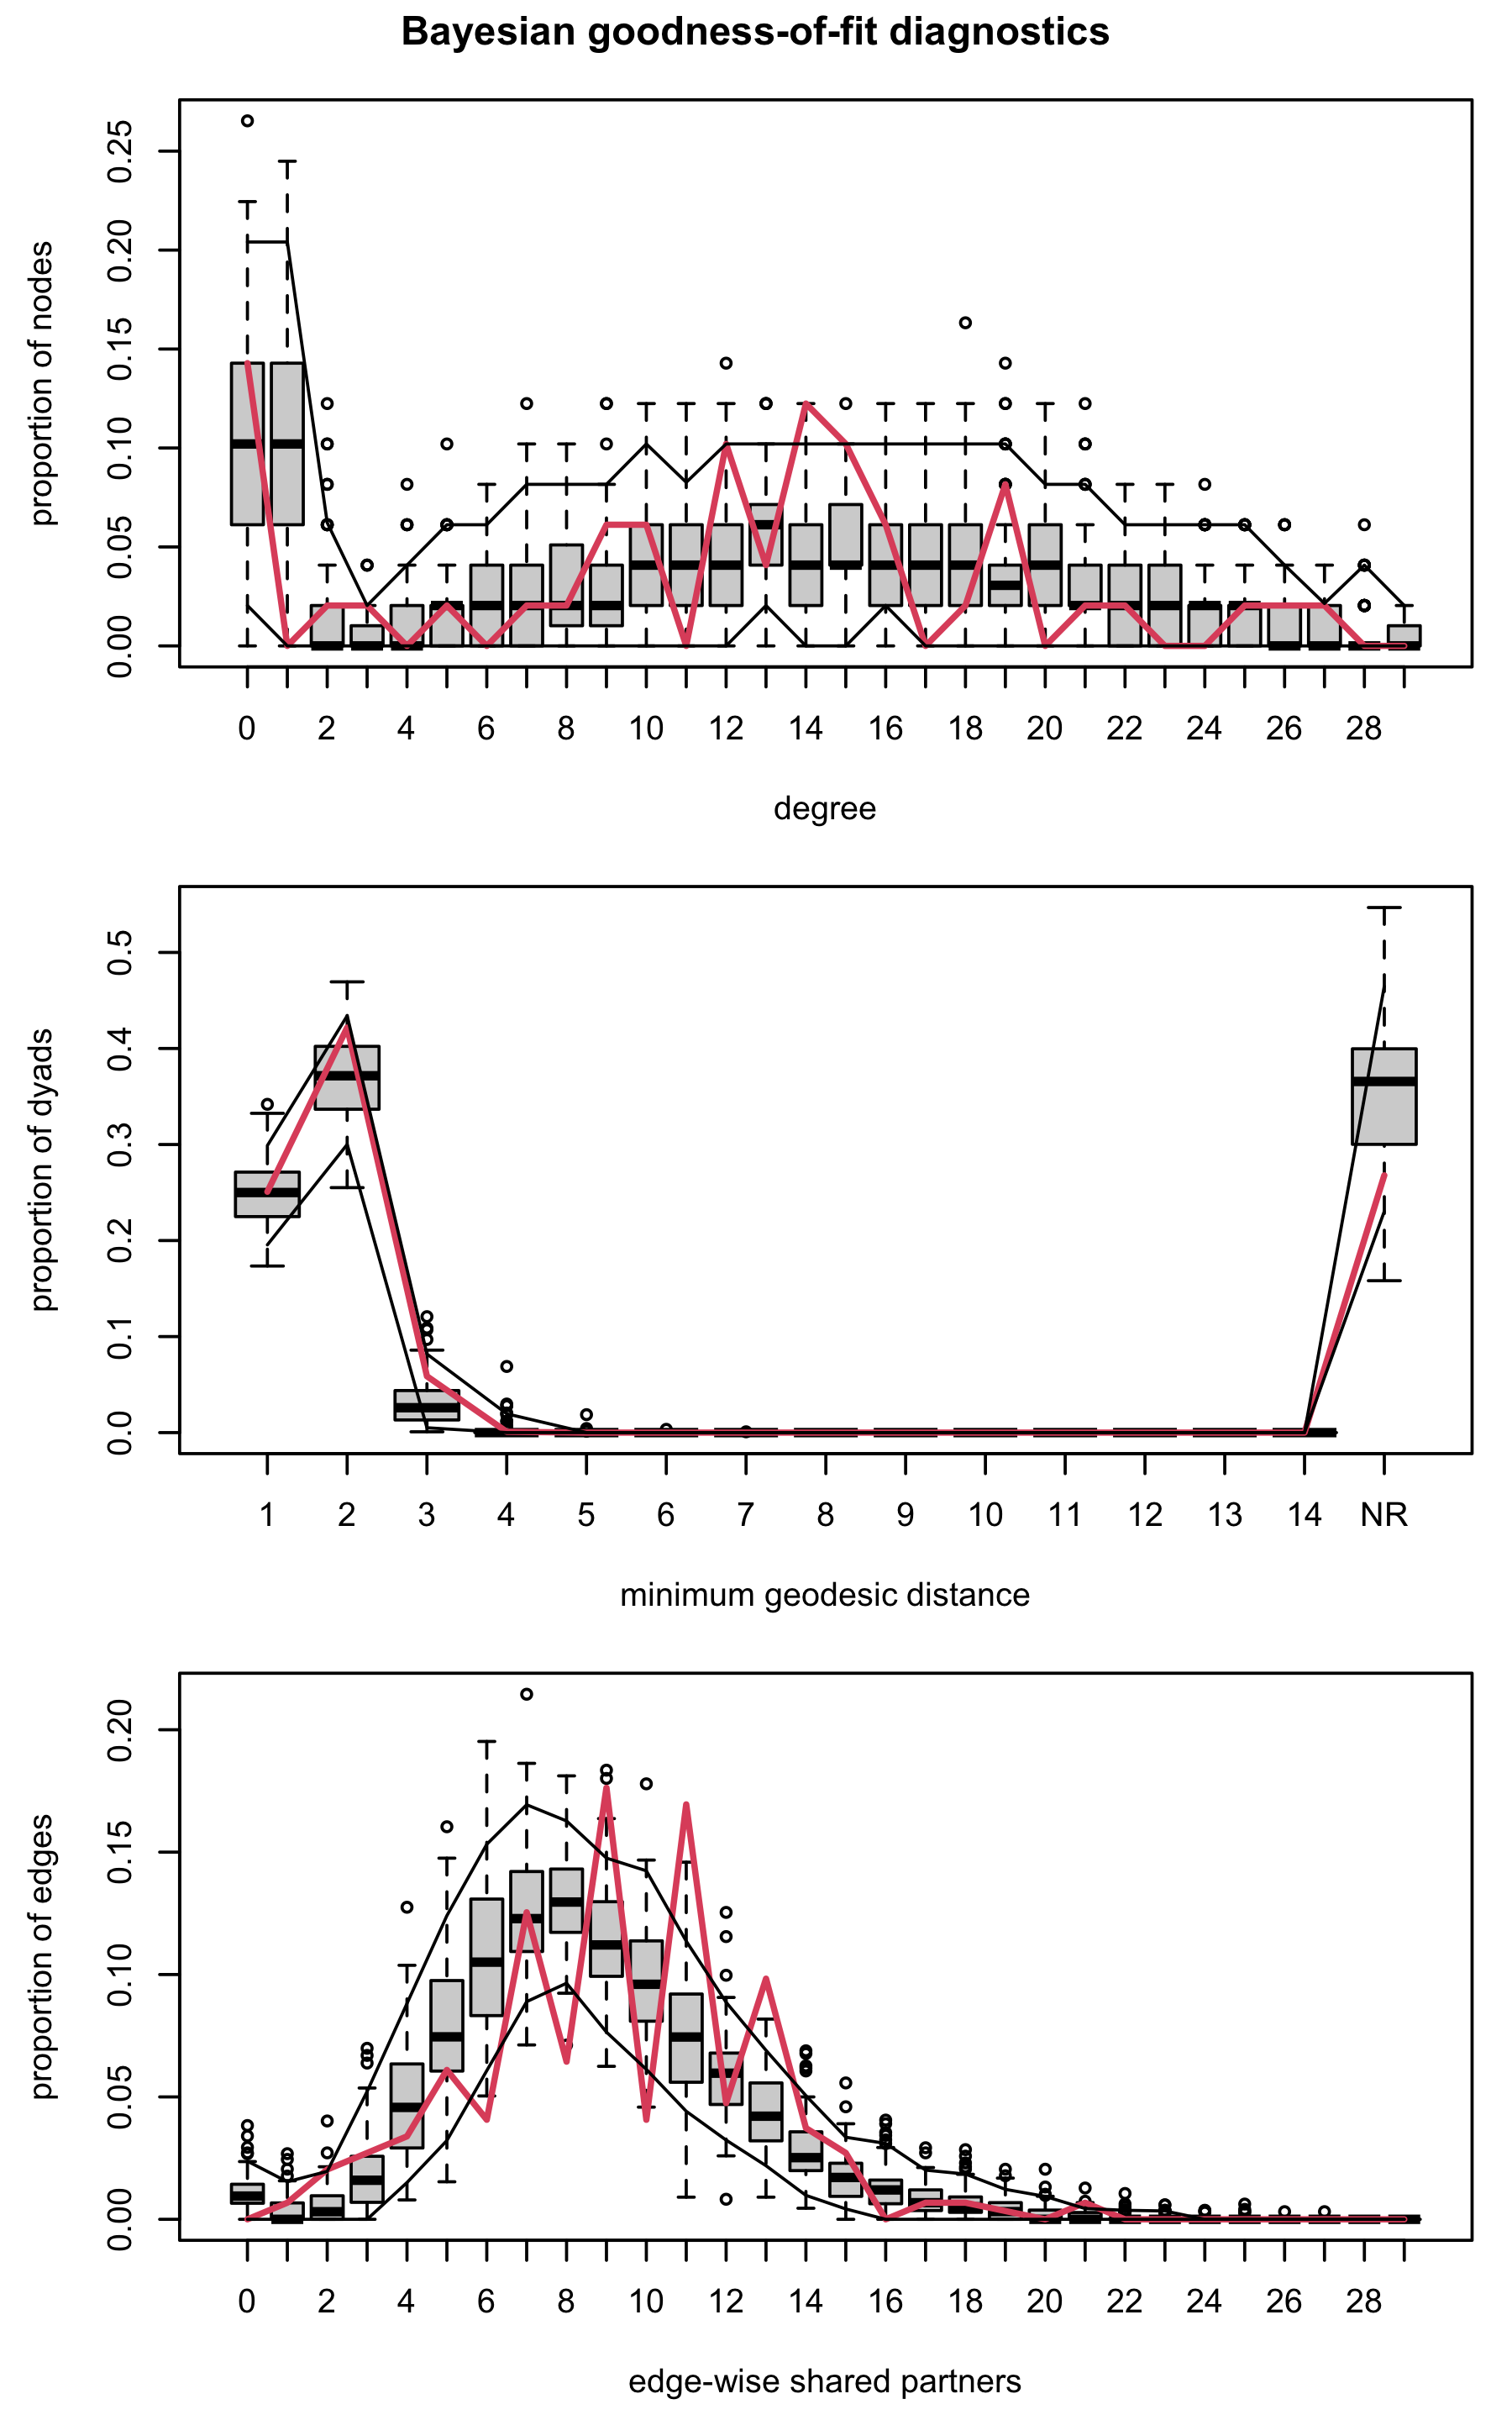 Bayesian goodness-of-fit diagnostics
proportion of nodes
0.00 0.05 0.10 0.15 0.20 0.25
0 2 4 6 8 10 12 14 16 18 20 22 24 26 28
degree
proportion of dyads
0.0 0.1 0.2 0.3 0.4 0.5
1 2 3 4 5 6 7 8 9 10 11 12 13 14 NR
minimum geodesic distance
proportion of edges
0.00 0.05 0.10 0.15 0.20
0 2 4 6 8 10 12 14 16 18 20 22 24 26 28
edge-wise shared partners